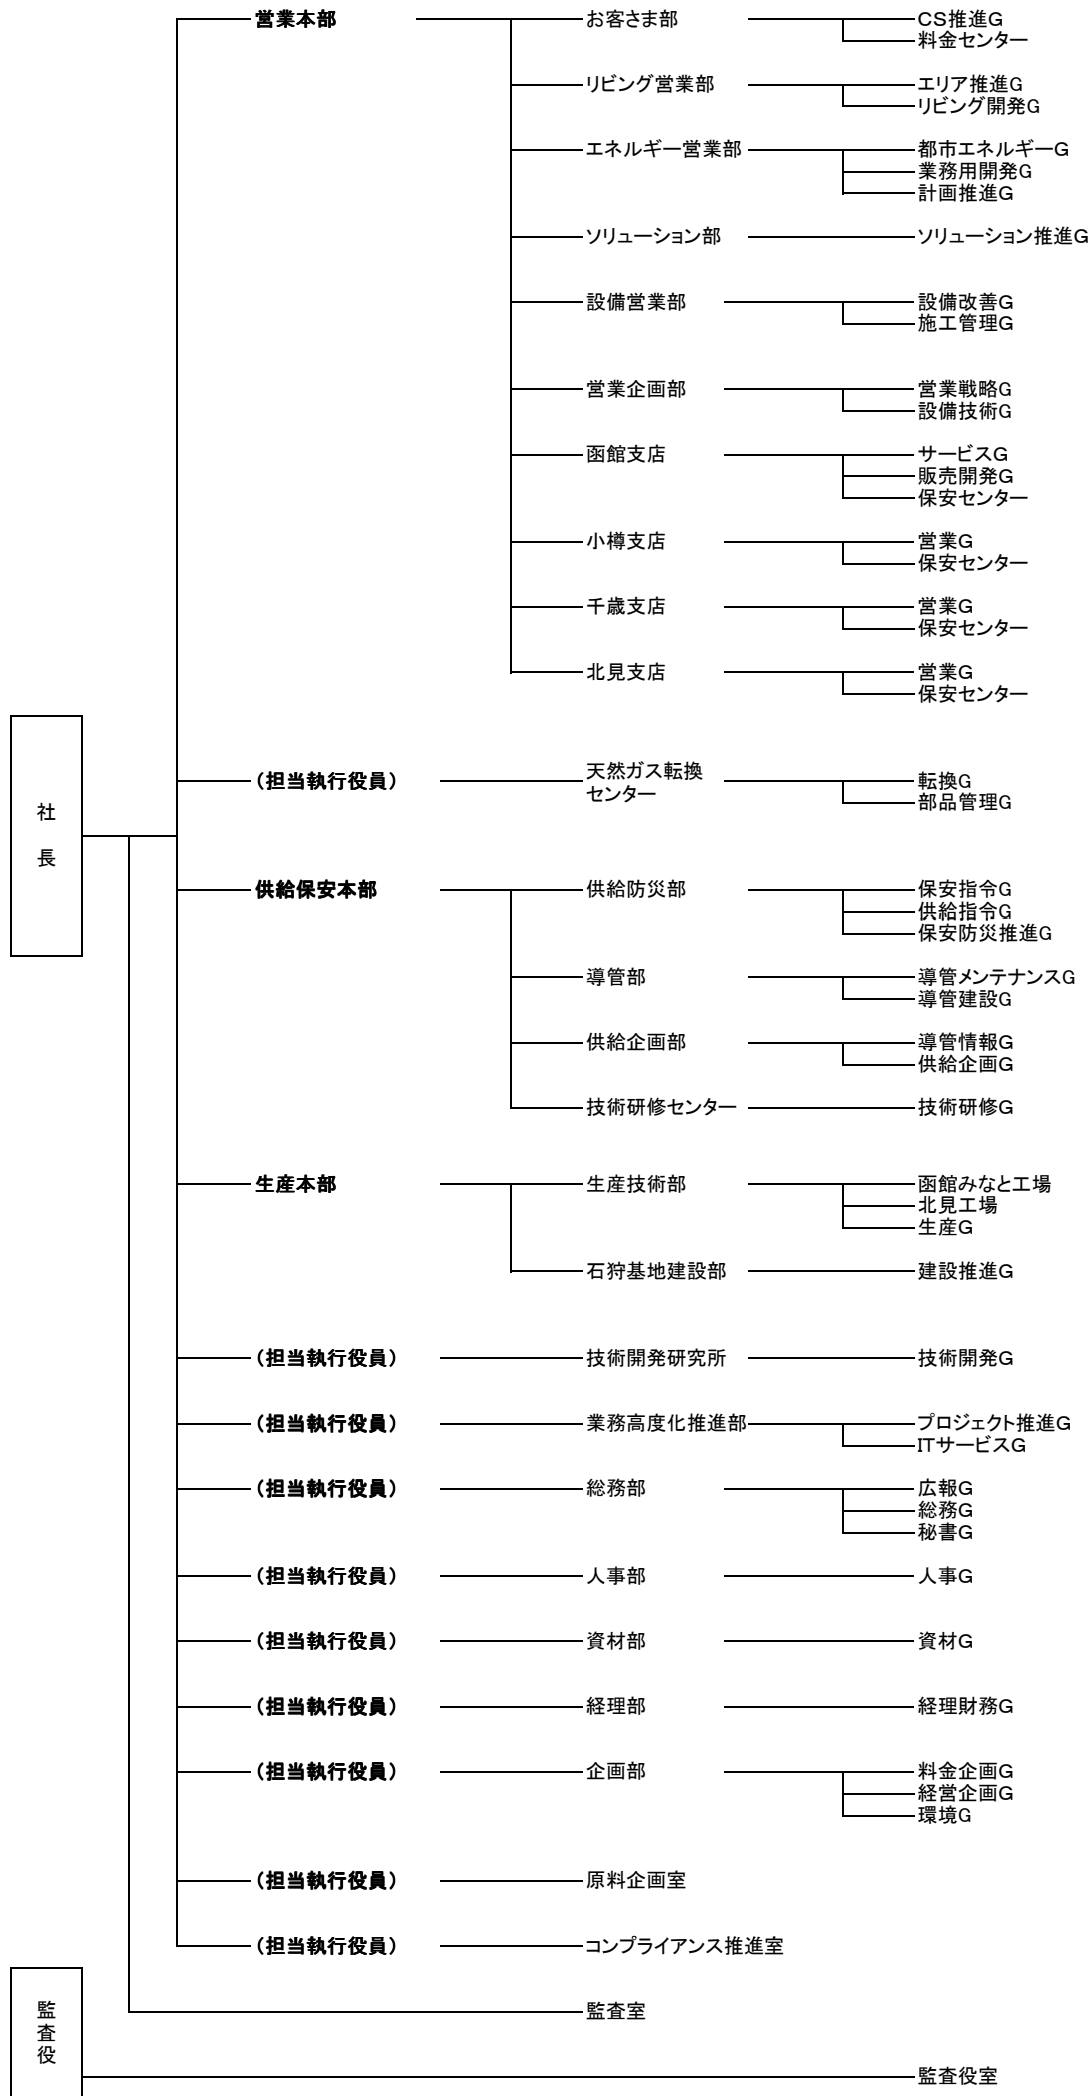 営業本部
お客さま部
CS推進G
料金センター
リビング営業部
エリア推進G
リビング開発G
エネルギー営業部
都市エネルギーG
業務用開発G
計画推進G
ソリューション部
ソリューション推進G
設備営業部
設備改善G
施工管理G
営業企画部
営業戦略G
設備技術G
函館支店
サービスG
販売開発G
保安センター
小樽支店
営業G
保安センター
千歳支店
営業G
保安センター
北見支店
営業G
保安センター
社
長
(担当執行役員)
天然ガス転換
センター
転換G
部品管理G
供給保安本部
供給防災部
保安指令G
供給指令G
保安防災推進G
導管部
導管メンテナンスG
導管建設G
供給企画部
導管情報G
供給企画G
技術研修センター
技術研修G
生産本部
生産技術部
函館みなと工場
北見工場
生産G
石狩基地建設部
建設推進G
(担当執行役員)
技術開発研究所
技術開発G
(担当執行役員)
業務高度化推進部
プロジェクト推進G
ITサービスG
(担当執行役員)
総務部
広報G
総務G
秘書G
(担当執行役員)
人事部
人事G
(担当執行役員)
資材部
資材G
(担当執行役員)
経理部
経理財務G
(担当執行役員)
企画部
料金企画G
経営企画G
環境G
(担当執行役員)
原料企画室
(担当執行役員)
コンプライアンス推進室
監査室
監
査
役
監査役室